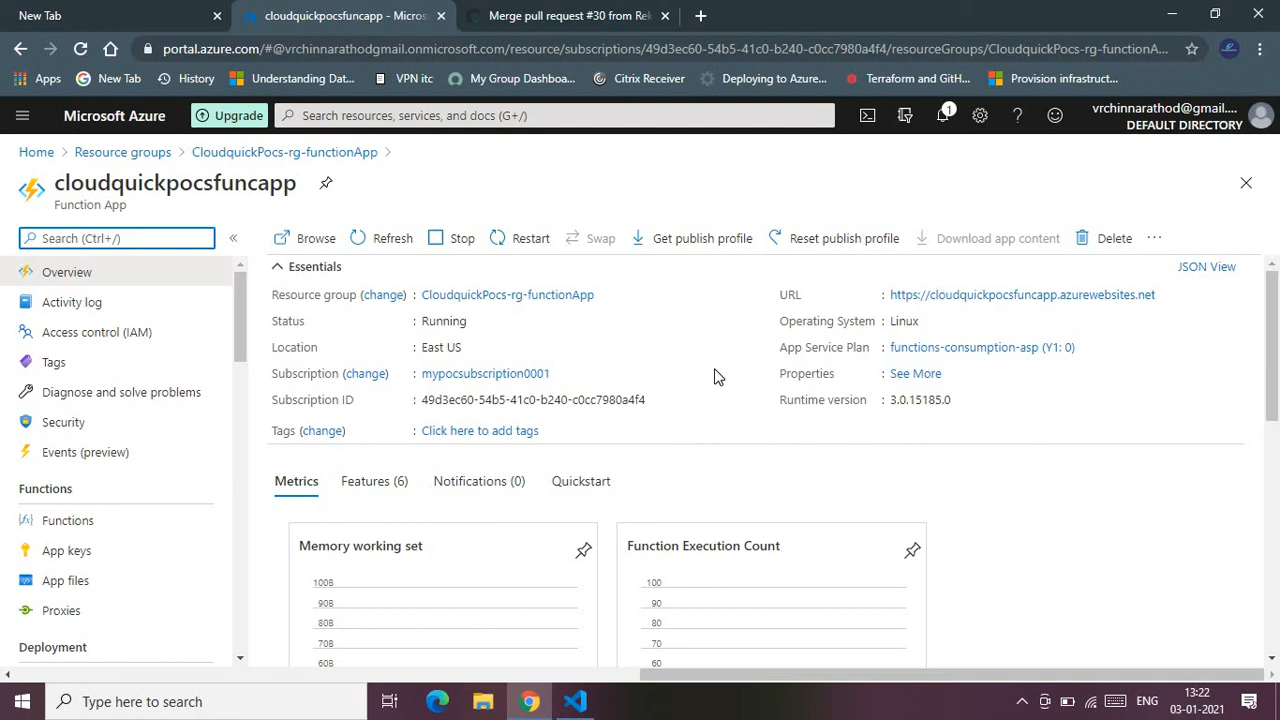 New Tab
cloudquickpocsfuncapp - Micros
Merge pull request #30 from Rek
portal.azure.com/#@vrchinnarathodgmail.onmicrosoft.com/resource/subscriptions/49d3ec60-54b5-41c0-b240-c0cc7980a4f4/resourceGroups/CloudquickPocs-rg-functionA...
Apps
New Tab
History
Understanding Dat...
VPN itc
My Group Dashboa...
Citrix Receiver
Deploying to Azure...
Terraform and GitH...
Provision infrastruct...
Microsoft Azure
Upgrade
Search resources, services, and docs (G+/)
1
vrchinnarathod@gmail....
DEFAULT DIRECTORY
Home > Resource groups > CloudquickPocs-rg-functionApp >
cloudquickpocsfuncapp
Function App
Search (Ctrl+/)
«
Browse
Refresh
Stop
Restart
Swap
Get publish profile
Reset publish profile
Download app content
Delete
...
Overview
Activity log
Access control (IAM)
Tags
Diagnose and solve problems
Security
Events (preview)
Functions
Functions
App keys
App files
Proxies
Deployment
Essentials
JSON View
Resource group (change) : CloudquickPocs-rg-functionApp
Status : Running
Location : East US
Subscription (change) : mypocsubscription0001
Subscription ID : 49d3ec60-54b5-41c0-b240-c0cc7980a4f4
Tags (change) : Click here to add tags
URL : https://cloudquickpocsfuncapp.azurewebsites.net
Operating System : Linux
App Service Plan : functions-consumption-asp (Y1: 0)
Properties : See More
Runtime version : 3.0.15185.0
Metrics
Features (6)
Notifications (0)
Quickstart
Memory working set
100B
90B
80B
70B
60B
Function Execution Count
100
90
80
70
60
Type here to search
ENG
13:22
03-01-2021